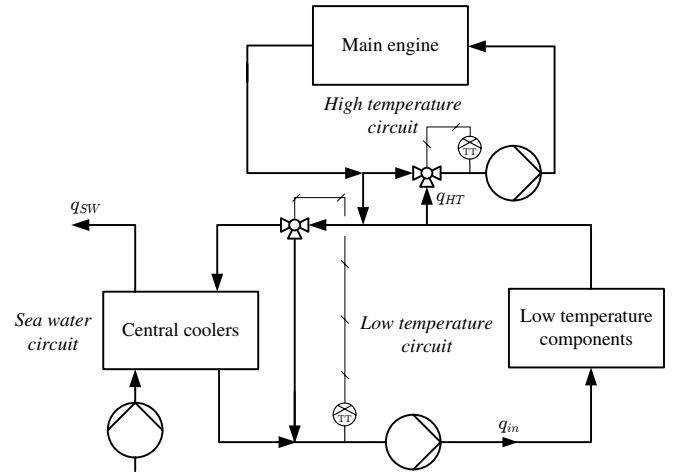 Main engine
High temperature
circuit
TT
q_HT
q_SW
Sea water
circuit
Central coolers
Low temperature
circuit
Low temperature
components
TT
q_in